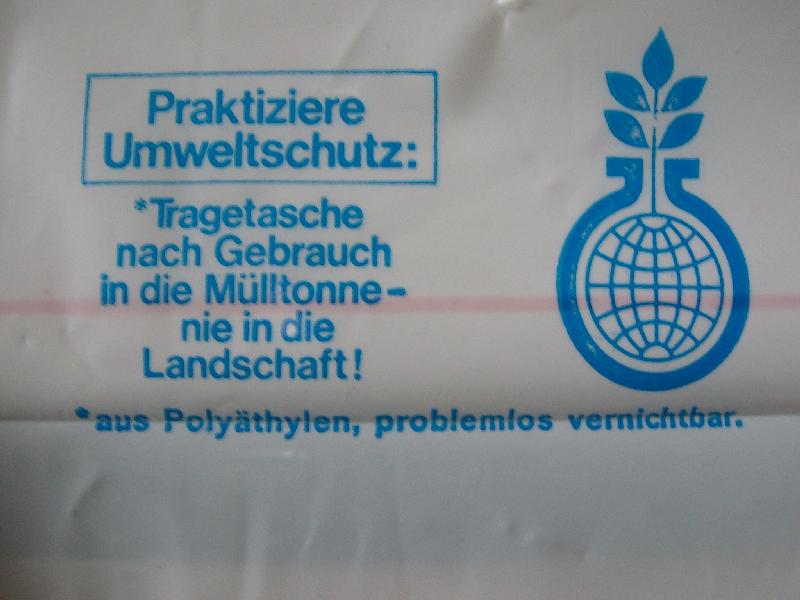 Praktiziere
Umweltschutz:
*Tragetasche
nach Gebrauch
in die Mülltonne–
nie in die
Landschaft!
*aus Polyäthylen, problemlos vernichtbar.